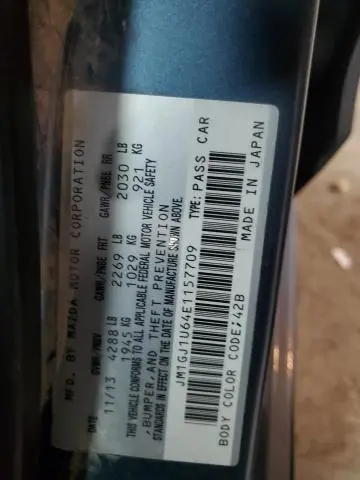 MFD. BY MAZDA MOTOR CORPORATION
DATE GVWR/PNBV GAWR/PNBE FRT GAWR/PNBE RR
11/13 4288 LB 2269 LB 2030 LB
1945 KG 1029 KG 921 KG
THIS VEHICLE CONFORMS TO ALL APPLICABLE FEDERAL MOTOR VEHICLE SAFETY
,BUMPER, AND THEFT PREVENTION
STANDARDS IN EFFECT ON THE DATE OF MANUFACTURE SHOWN ABOVE.
JM1GJ1U64E1157709 TYPE:PASS CAR
BODY COLOR CODE;42B MADE IN JAPAN